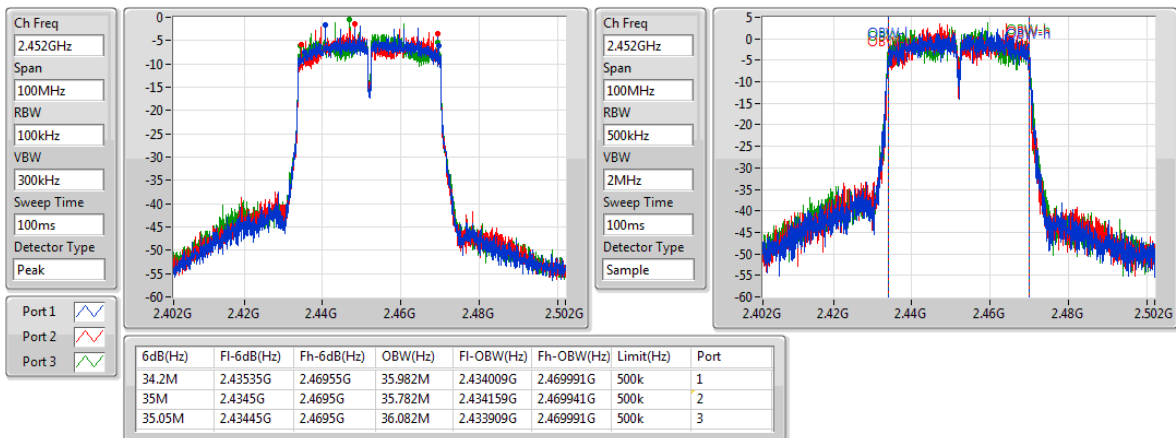 Ch Freq
2.452GHz
Span
100MHz
RBW
100kHz
VBW
300kHz
Sweep Time
100ms
Detector Type
Peak
Port 1
Port 2
Port 3
0
-5
-10
-15
-20
-25
-30
-35
-40
-45
-50
-55
-60
2.402G 2.42G 2.44G 2.46G 2.48G 2.502G
Ch Freq
2.452GHz
Span
100MHz
RBW
500kHz
VBW
2MHz
Sweep Time
100ms
Detector Type
Sample
5
0
-5
-10
-15
-20
-25
-30
-35
-40
-45
-50
-55
-60
OBW-h
2.402G 2.42G 2.44G 2.46G 2.48G 2.502G
6dB(Hz) Fl-6dB(Hz) Fh-6dB(Hz) OBW(Hz) Fl-OBW(Hz) Fh-OBW(Hz) Limit(Hz) Port
34.2M 2.43535G 2.46955G 35.982M 2.434009G 2.469991G 500k 1
35M 2.4345G 2.4695G 35.782M 2.434159G 2.469941G 500k 2
35.05M 2.43445G 2.4695G 36.082M 2.433909G 2.469991G 500k 3